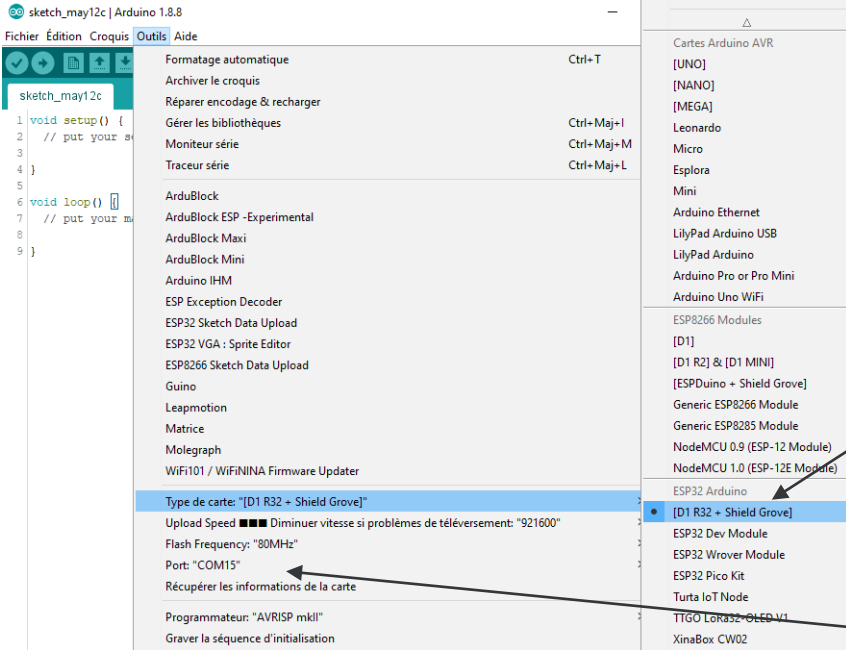 sketch_may12c | Arduino 1.8.8
Fichier Édition Croquis Outils Aide
sketch_may12c
1 void setup() {
2 // put your se
3
4 }
5
6 void loop() {
7 // put your ma
8
9 }
Formatage automatique Ctrl+T
Archiver le croquis
Réparer encodage & recharger
Gérer les bibliothèques Ctrl+Maj+I
Moniteur série Ctrl+Maj+M
Traceur série Ctrl+Maj+L
ArduBlock
ArduBlock ESP -Experimental
ArduBlock Maxi
ArduBlock Mini
Arduino IHM
ESP Exception Decoder
ESP32 Sketch Data Upload
ESP32 VGA : Sprite Editor
ESP8266 Sketch Data Upload
Guino
Leapmotion
Matrice
Molegraph
WiFi101 / WiFiNINA Firmware Updater
Type de carte: "[D1 R32 + Shield Grove]"
Upload Speed ■■■ Diminuer vitesse si problèmes de téléversement: "921600"
Flash Frequency: "80MHz"
Port: "COM15"
Récupérer les informations de la carte
Programmateur: "AVRISP mkII"
Graver la séquence d'initialisation
Cartes Arduino AVR
[UNO]
[NANO]
[MEGA]
Leonardo
Micro
Esplora
Mini
Arduino Ethernet
LilyPad Arduino USB
LilyPad Arduino
Arduino Pro or Pro Mini
Arduino Uno WiFi
ESP8266 Modules
[D1]
[D1 R2] & [D1 MINI]
[ESPDuino + Shield Grove]
Generic ESP8266 Module
Generic ESP8285 Module
NodeMCU 0.9 (ESP-12 Module)
NodeMCU 1.0 (ESP-12E Module)
ESP32 Arduino
[D1 R32 + Shield Grove]
ESP32 Dev Module
ESP32 Wrover Module
ESP32 Pico Kit
Turta IoT Node
TTGO LoRa32-OLED V1
XinaBox CW02